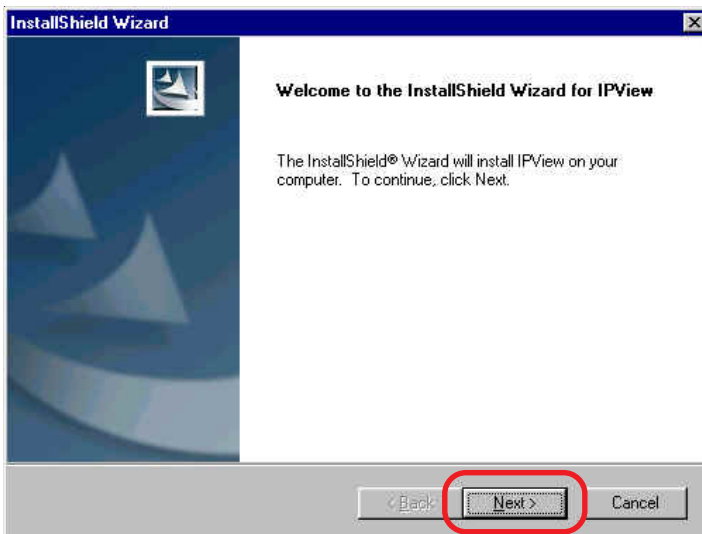 InstallShield Wizard
Welcome to the InstallShield Wizard for IPView
The InstallShield® Wizard will install IPView on your
computer. To continue, click Next.
< Back
Next >
Cancel